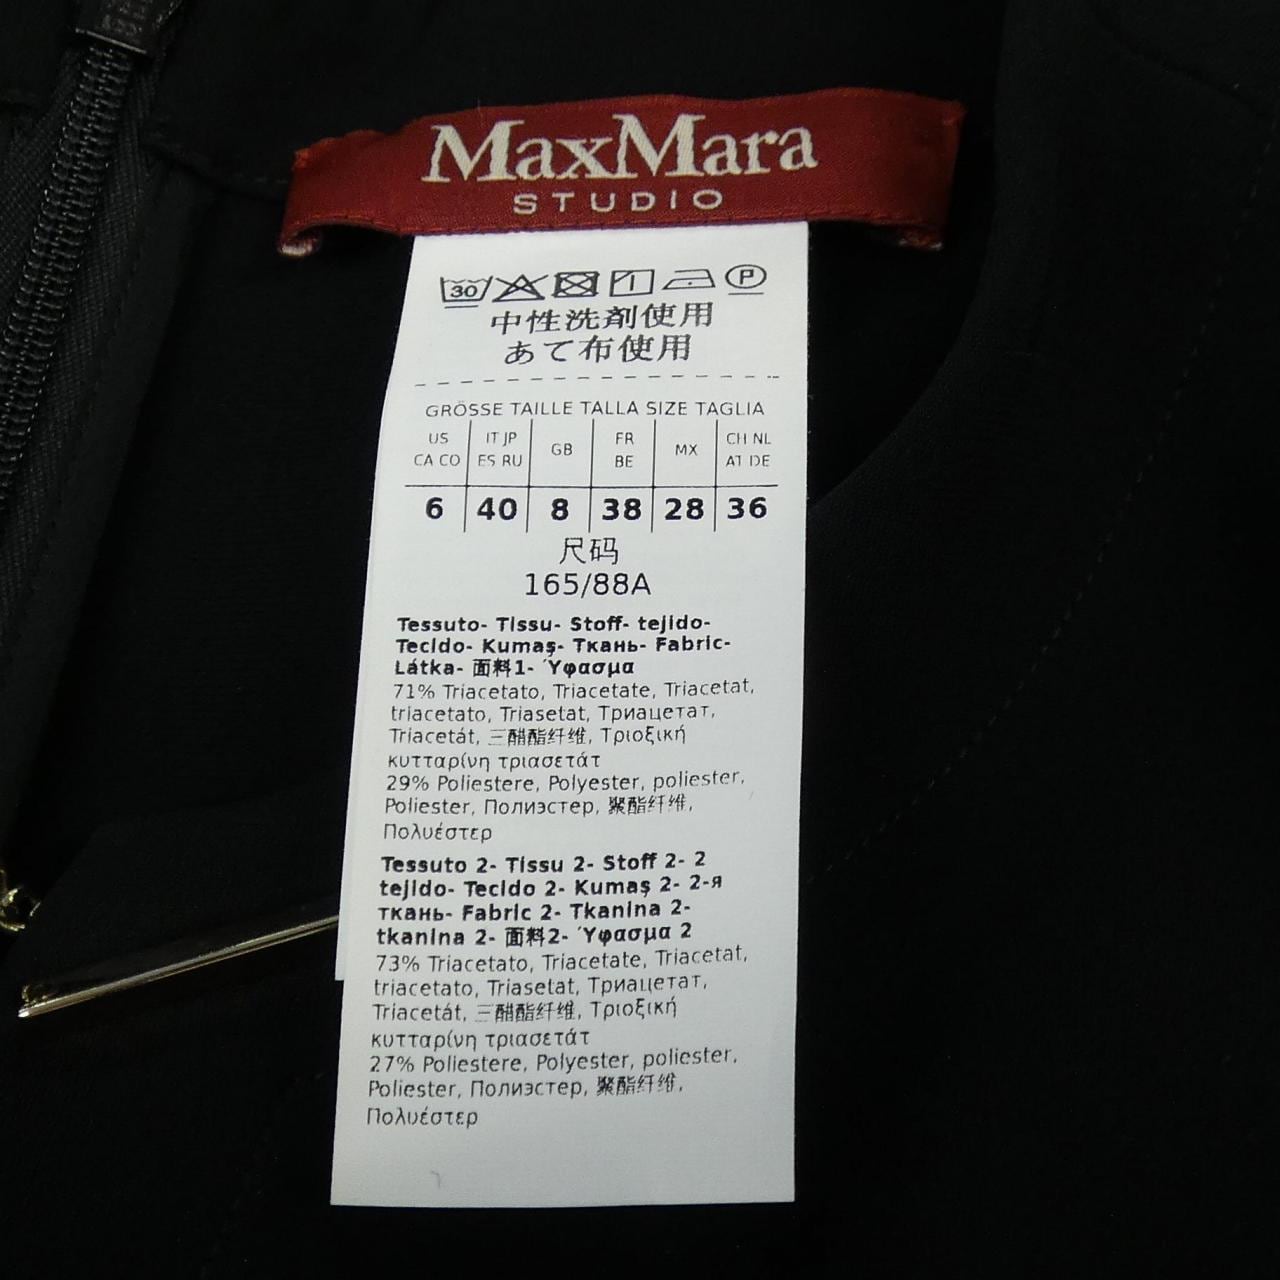 MaxMara
STUDIO
30 P
中性洗剤使用
あて布使用
GRÖSSE TAILLE TALLA SIZE TAGLIA
US CA CO IT JP ES RU GB FR BE MX CH NL AT DE
6 40 8 38 28 36
尺码
165/88A
Tessuto- Tissu- Stoff- tejido-
Tecido- Kumaş- Ткань- Fabric-
Látka- 面料1- Ύφασμα
71% Triacetato, Triacetate, Triacetat,
triacetato, Triasetat, Триацетат,
Triacetát, 三醋酯纤维, Τριοξική
κυτταρίνη τριασετάτ
29% Poliestere, Polyester, poliester,
Poliester, Полиэстер, 聚酯纤维,
Πολυέστερ
Tessuto 2- Tissu 2- Stoff 2- 2
tejido- Tecido 2- Kumaş 2- 2-я
ткань- Fabric 2- Tkanina 2-
tkanina 2- 面料2- Ύφασμα 2
73% Triacetato, Triacetate, Triacetat,
triacetato, Triasetat, Триацетат,
Triacetát, 三醋酯纤维, Τριοξική
κυτταρίνη τριασετάτ
27% Poliestere, Polyester, poliester,
Poliester, Полиэстер, 聚酯纤维,
Πολυέστερ